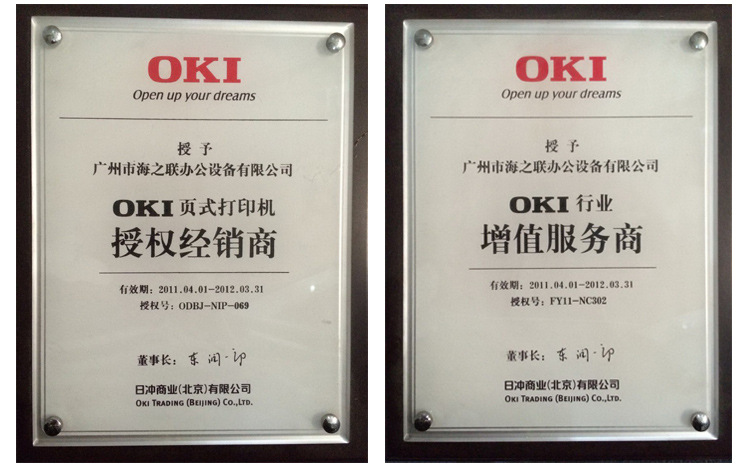 OKI
Open up your dreams
授 予
广州市海之联办公设备有限公司
OKI 页式打印机
授权经销商
有效期：2011.04.01-2012.03.31
授权号：ODBJ-NIP-069
董事长：
日冲商业(北京)有限公司
OKI TRADING (BEIJING) CO.,LTD.
OKI
Open up your dreams
授 予
广州市海之联办公设备有限公司
OKI 行业
增值服务商
有效期：2011.04.01-2012.03.31
授权号：FY11-NC302
董事长：
日冲商业(北京)有限公司
OKI TRADING (BEIJING) CO.,LTD.